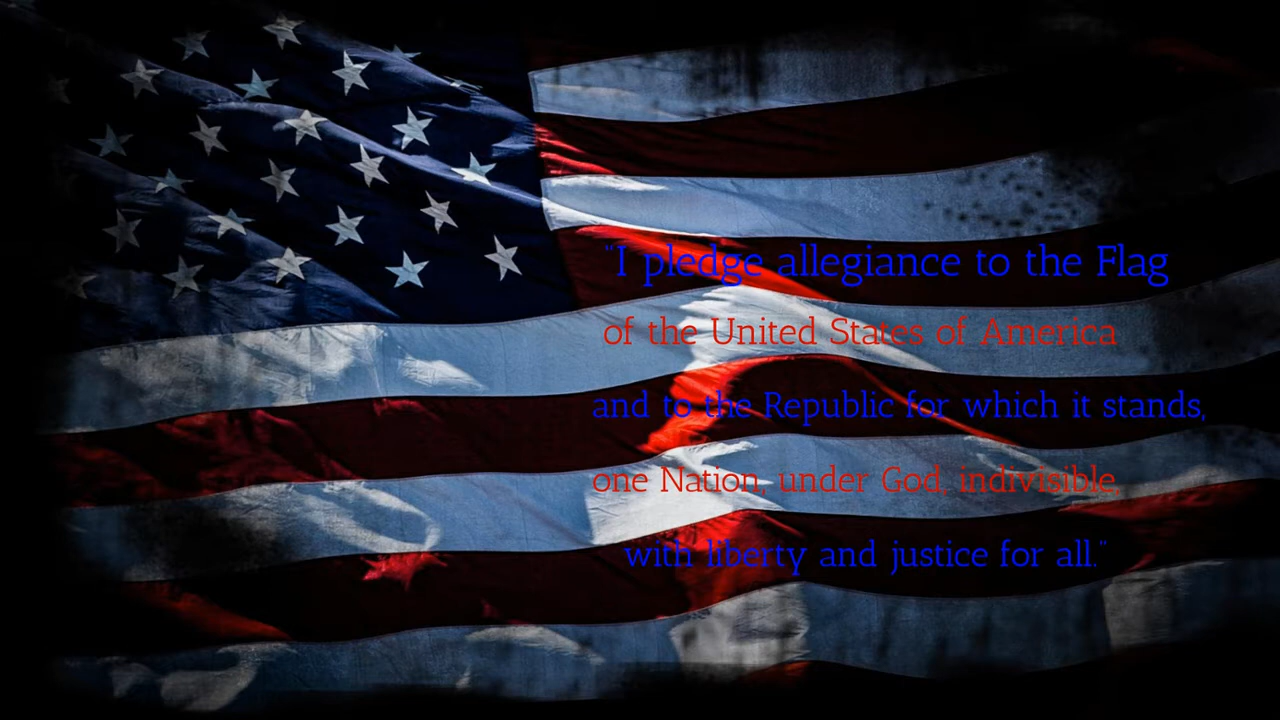 "I pledge allegiance to the Flag
of the United States of America
and to the Republic for which it stands,
one Nation, under God, indivisible,
with liberty and justice for all."